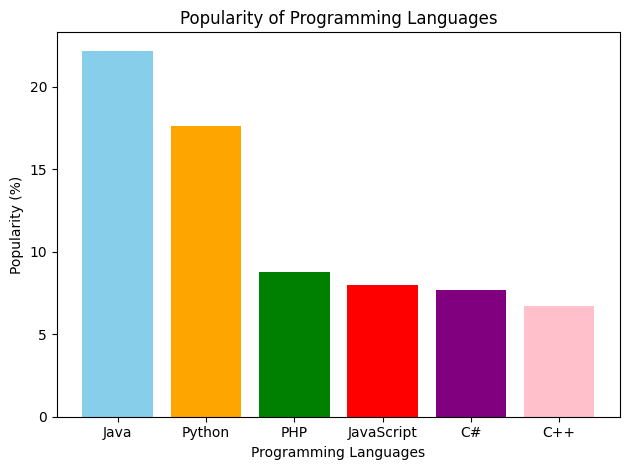 Popularity of Programming Languages
Popularity (%)
20
15
10
5
0
Java Python PHP JavaScript C# C++
Programming Languages